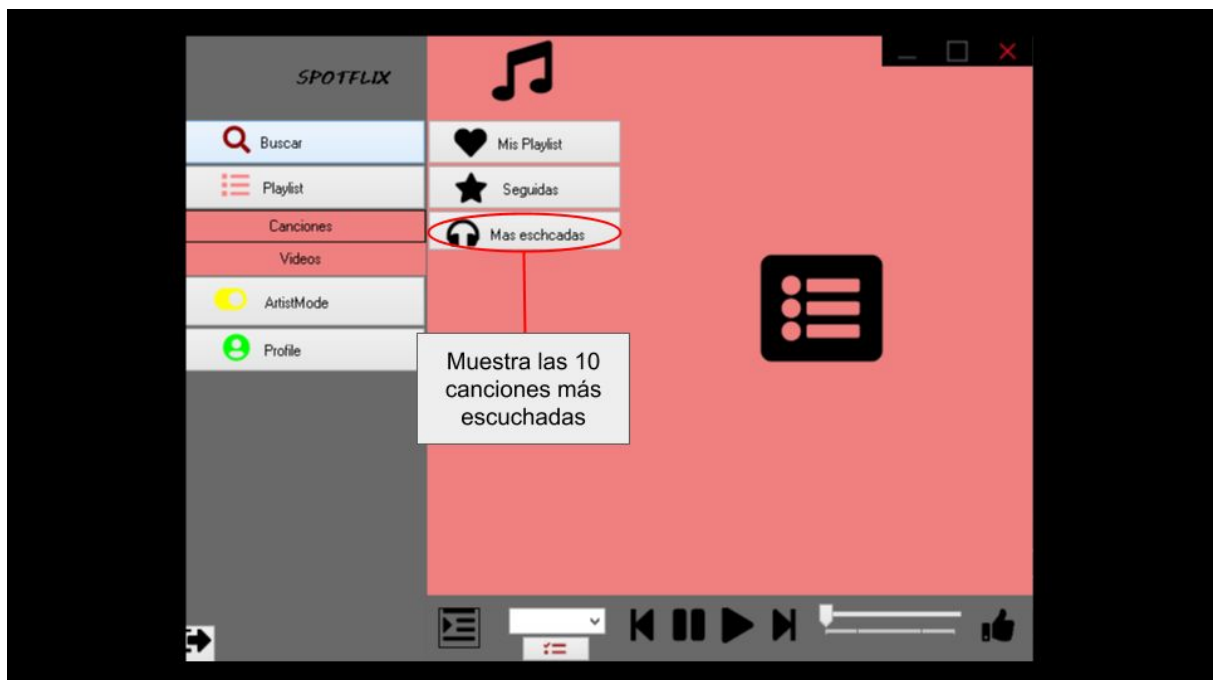 SPOTFLIX
Buscar
Playlist
Canciones
Videos
ArtistMode
Profile
Mis Playlist
Seguidas
Mas eschcadas
Muestra las 10
canciones más
escuchadas